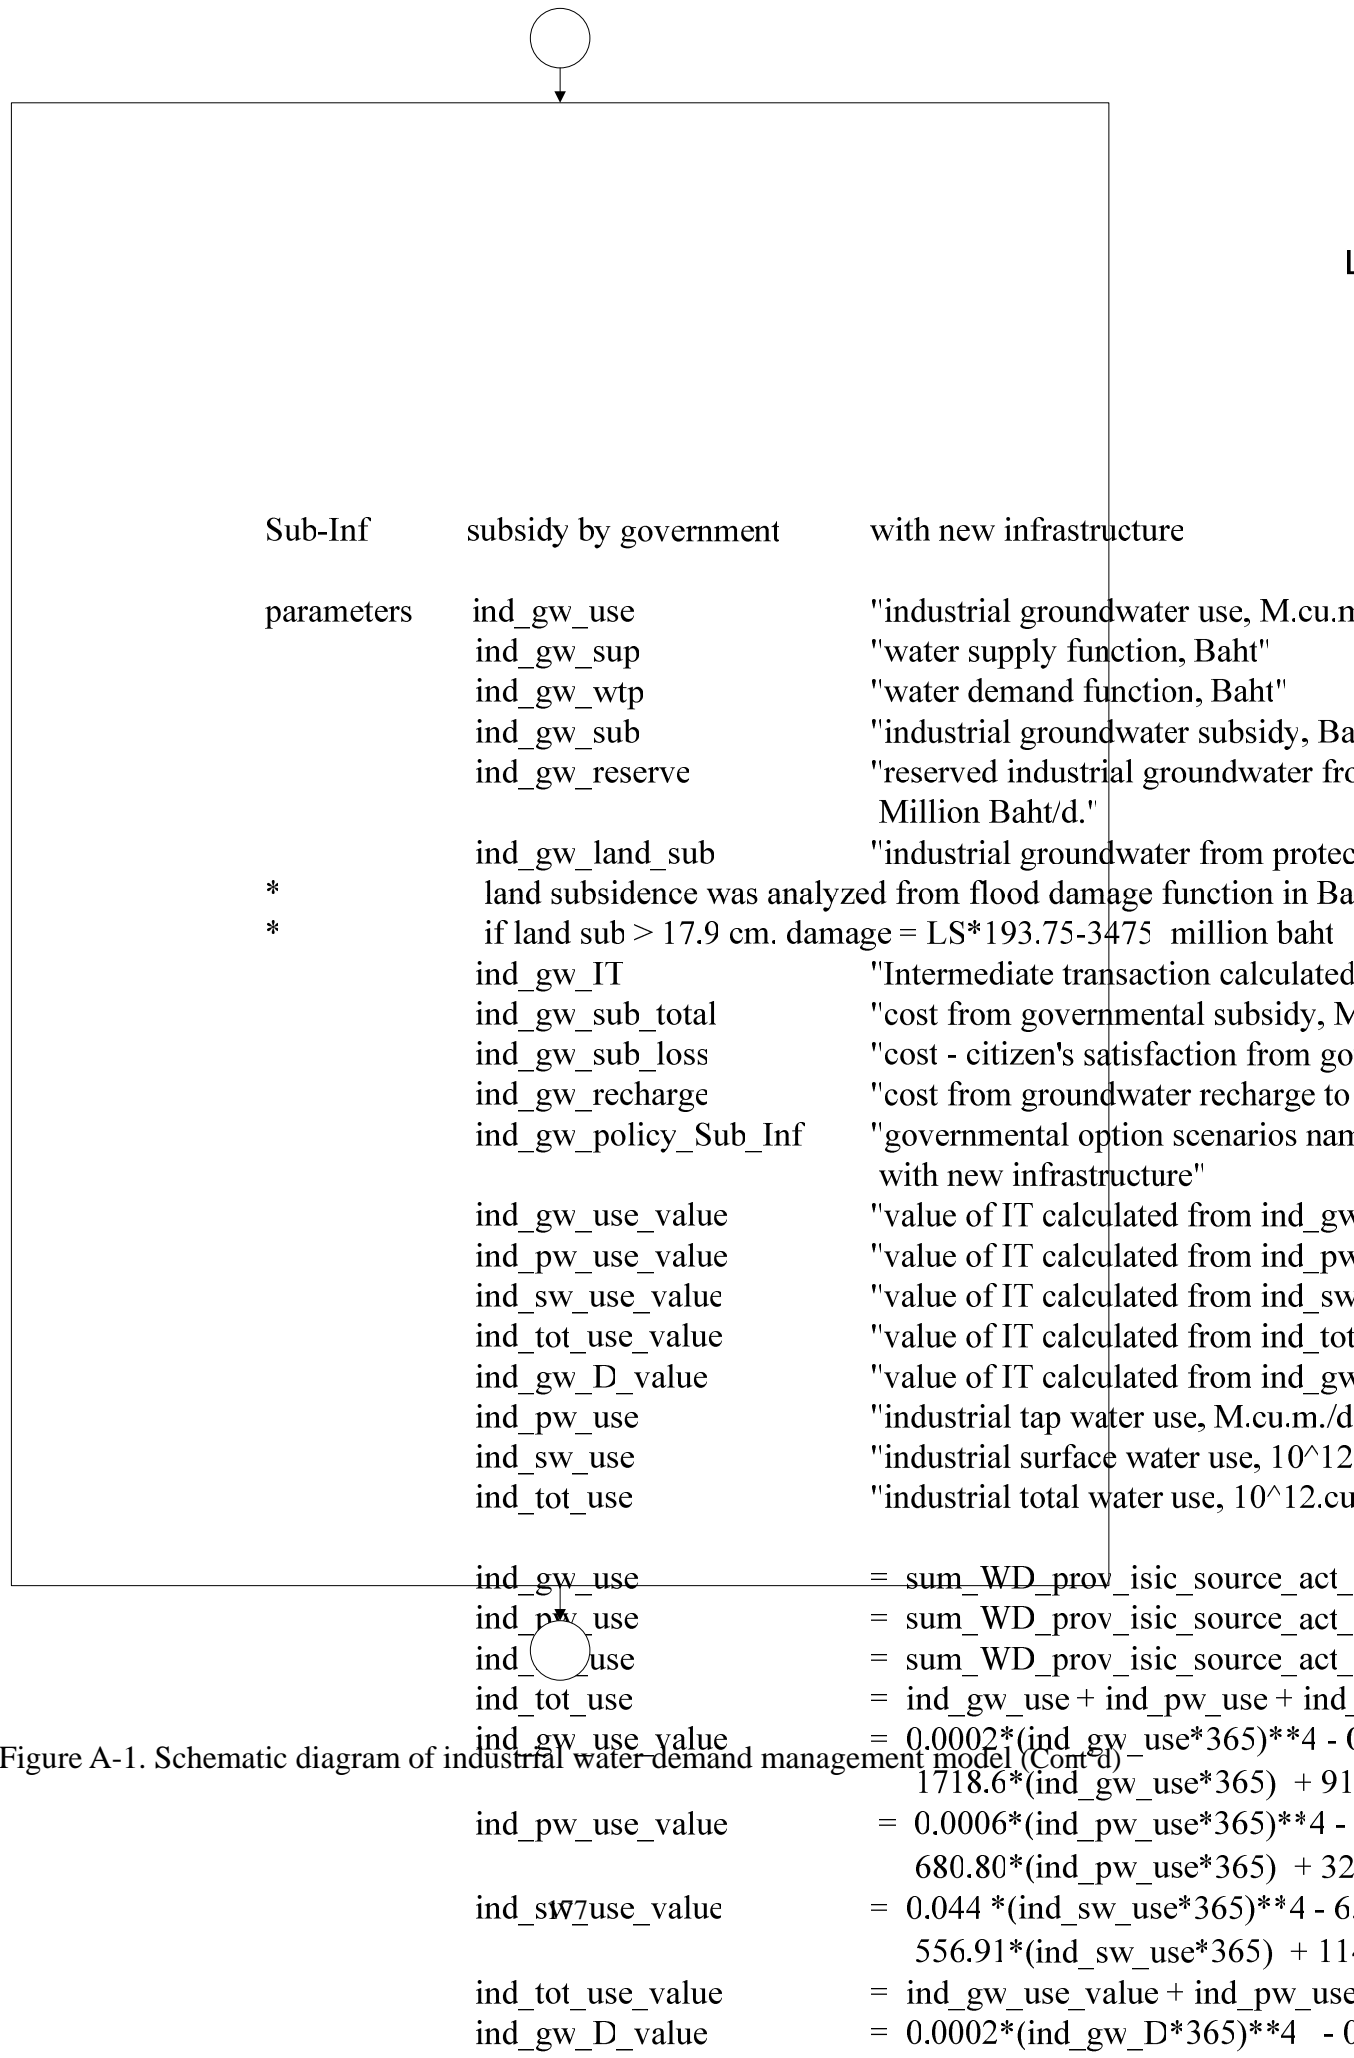 L
Sub-Inf subsidy by government with new infrastructure
parameters ind_gw_use "industrial groundwater use, M.cu.m
ind_gw_sup "water supply function, Baht"
ind_gw_wtp "water demand function, Baht"
ind_gw_sub "industrial groundwater subsidy, Ba
ind_gw_reserve "reserved industrial groundwater fro
Million Baht/d."
ind_gw_land_sub "industrial groundwater from protec
* land subsidence was analyzed from flood damage function in Ba
* if land sub > 17.9 cm. damage = LS*193.75-3475 million baht
ind_gw_IT "Intermediate transaction calculated
ind_gw_sub_total "cost from governmental subsidy, M
ind_gw_sub_loss "cost - citizen's satisfaction from go
ind_gw_recharge "cost from groundwater recharge to
ind_gw_policy_Sub_Inf "governmental option scenarios nam
with new infrastructure"
ind_gw_use_value "value of IT calculated from ind_gw
ind_pw_use_value "value of IT calculated from ind_pw
ind_sw_use_value "value of IT calculated from ind_sw
ind_tot_use_value "value of IT calculated from ind_tot
ind_gw_D_value "value of IT calculated from ind_gw
ind_pw_use "industrial tap water use, M.cu.m./d
ind_sw_use "industrial surface water use, 10^12
ind_tot_use "industrial total water use, 10^12.cu
ind_gw_use = sum_WD_prov_isic_source_act_
ind_pw_use = sum_WD_prov_isic_source_act_
ind_ use = sum_WD_prov_isic_source_act_
ind_tot_use = ind_gw_use + ind_pw_use + ind_
ind_gw_use_value = 0.0002*(ind_gw_use*365)**4 - 0
Figure A-1. Schematic diagram of industrial water demand management model (Cont'd)
1718.6*(ind_gw_use*365) + 91
ind_pw_use_value = 0.0006*(ind_pw_use*365)**4 -
680.80*(ind_pw_use*365) + 32
ind_sw_use_value = 0.044 *(ind_sw_use*365)**4 - 6.
177
556.91*(ind_sw_use*365) + 114
ind_tot_use_value = ind_gw_use_value + ind_pw_use
ind_gw_D_value = 0.0002*(ind_gw_D*365)**4 - 0